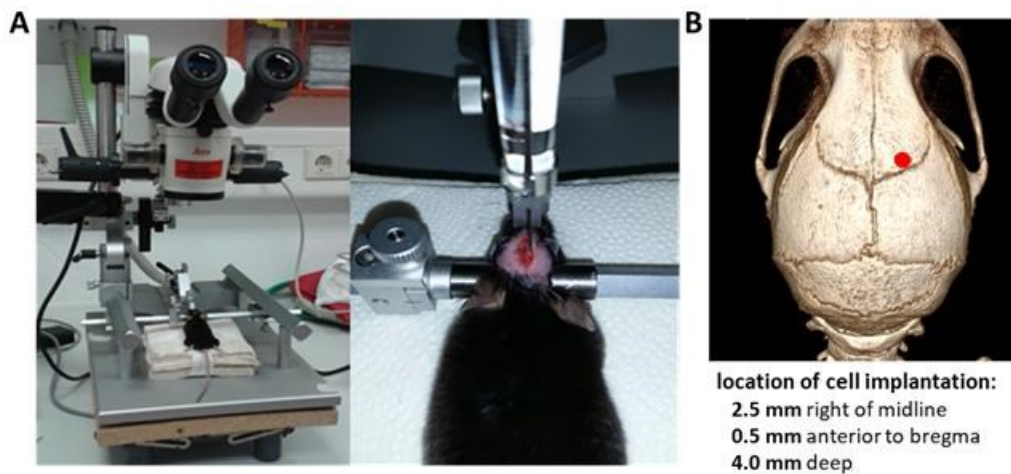 A
B
Leica
location of cell implantation:
2.5 mm right of midline
0.5 mm anterior to bregma
4.0 mm deep